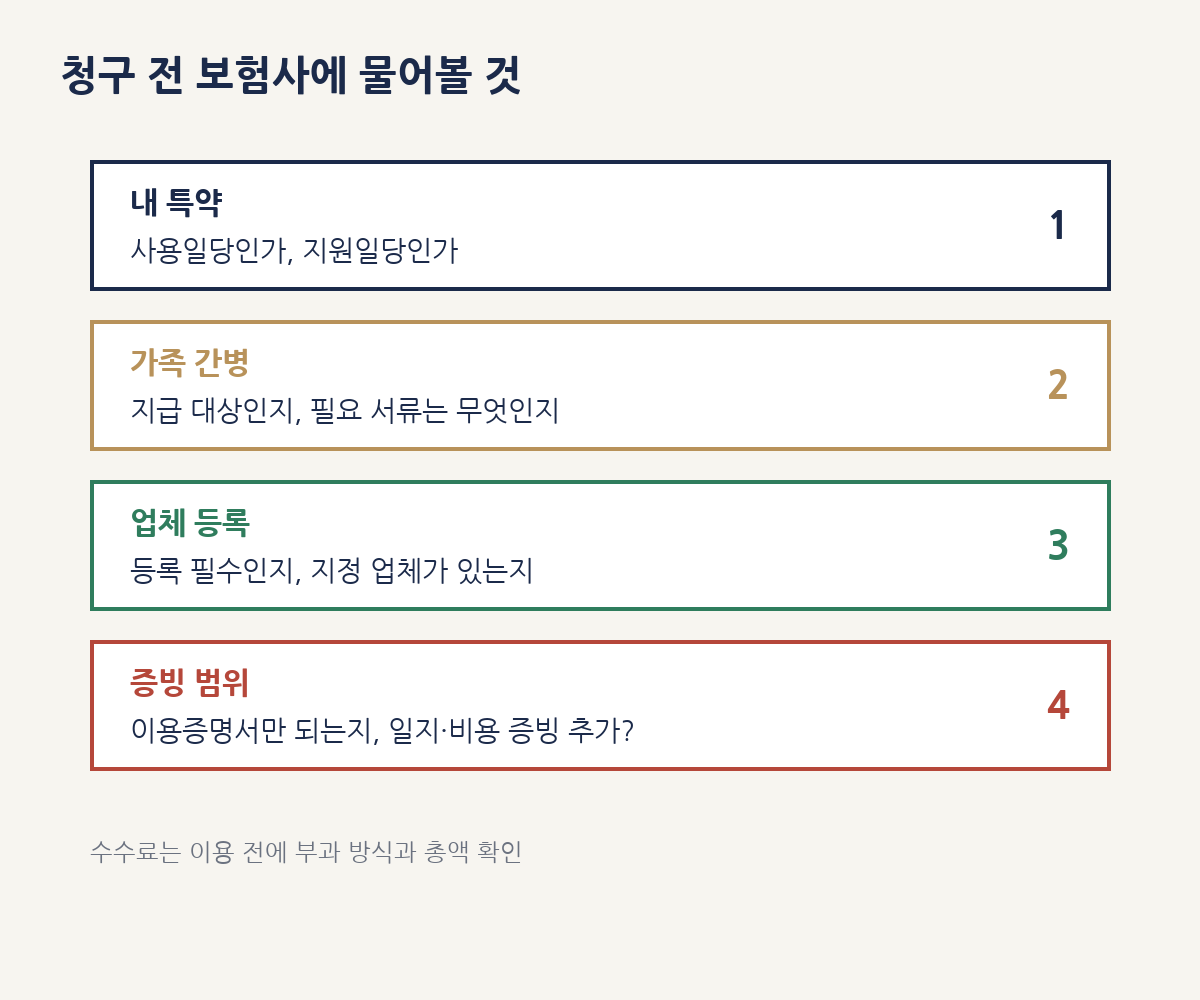 청구 전 보험사에 물어볼 것
내 특약
사용일당인가, 지원일당인가
1
가족 간병
지급 대상인지, 필요 서류는 무엇인지
2
업체 등록
등록 필수인지, 지정 업체가 있는지
3
증빙 범위
이용증명서만 되는지, 일지·비용 증빙 추가?
4
수수료는 이용 전에 부과 방식과 총액 확인